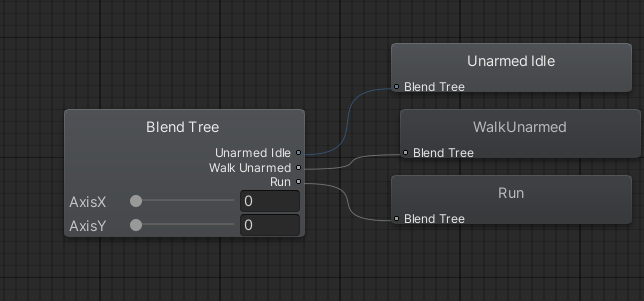 Blend Tree
Unarmed Idle
Walk Unarmed
Run
AxisX 0
AxisY 0
Unarmed Idle
Blend Tree
WalkUnarmed
Blend Tree
Run
Blend Tree